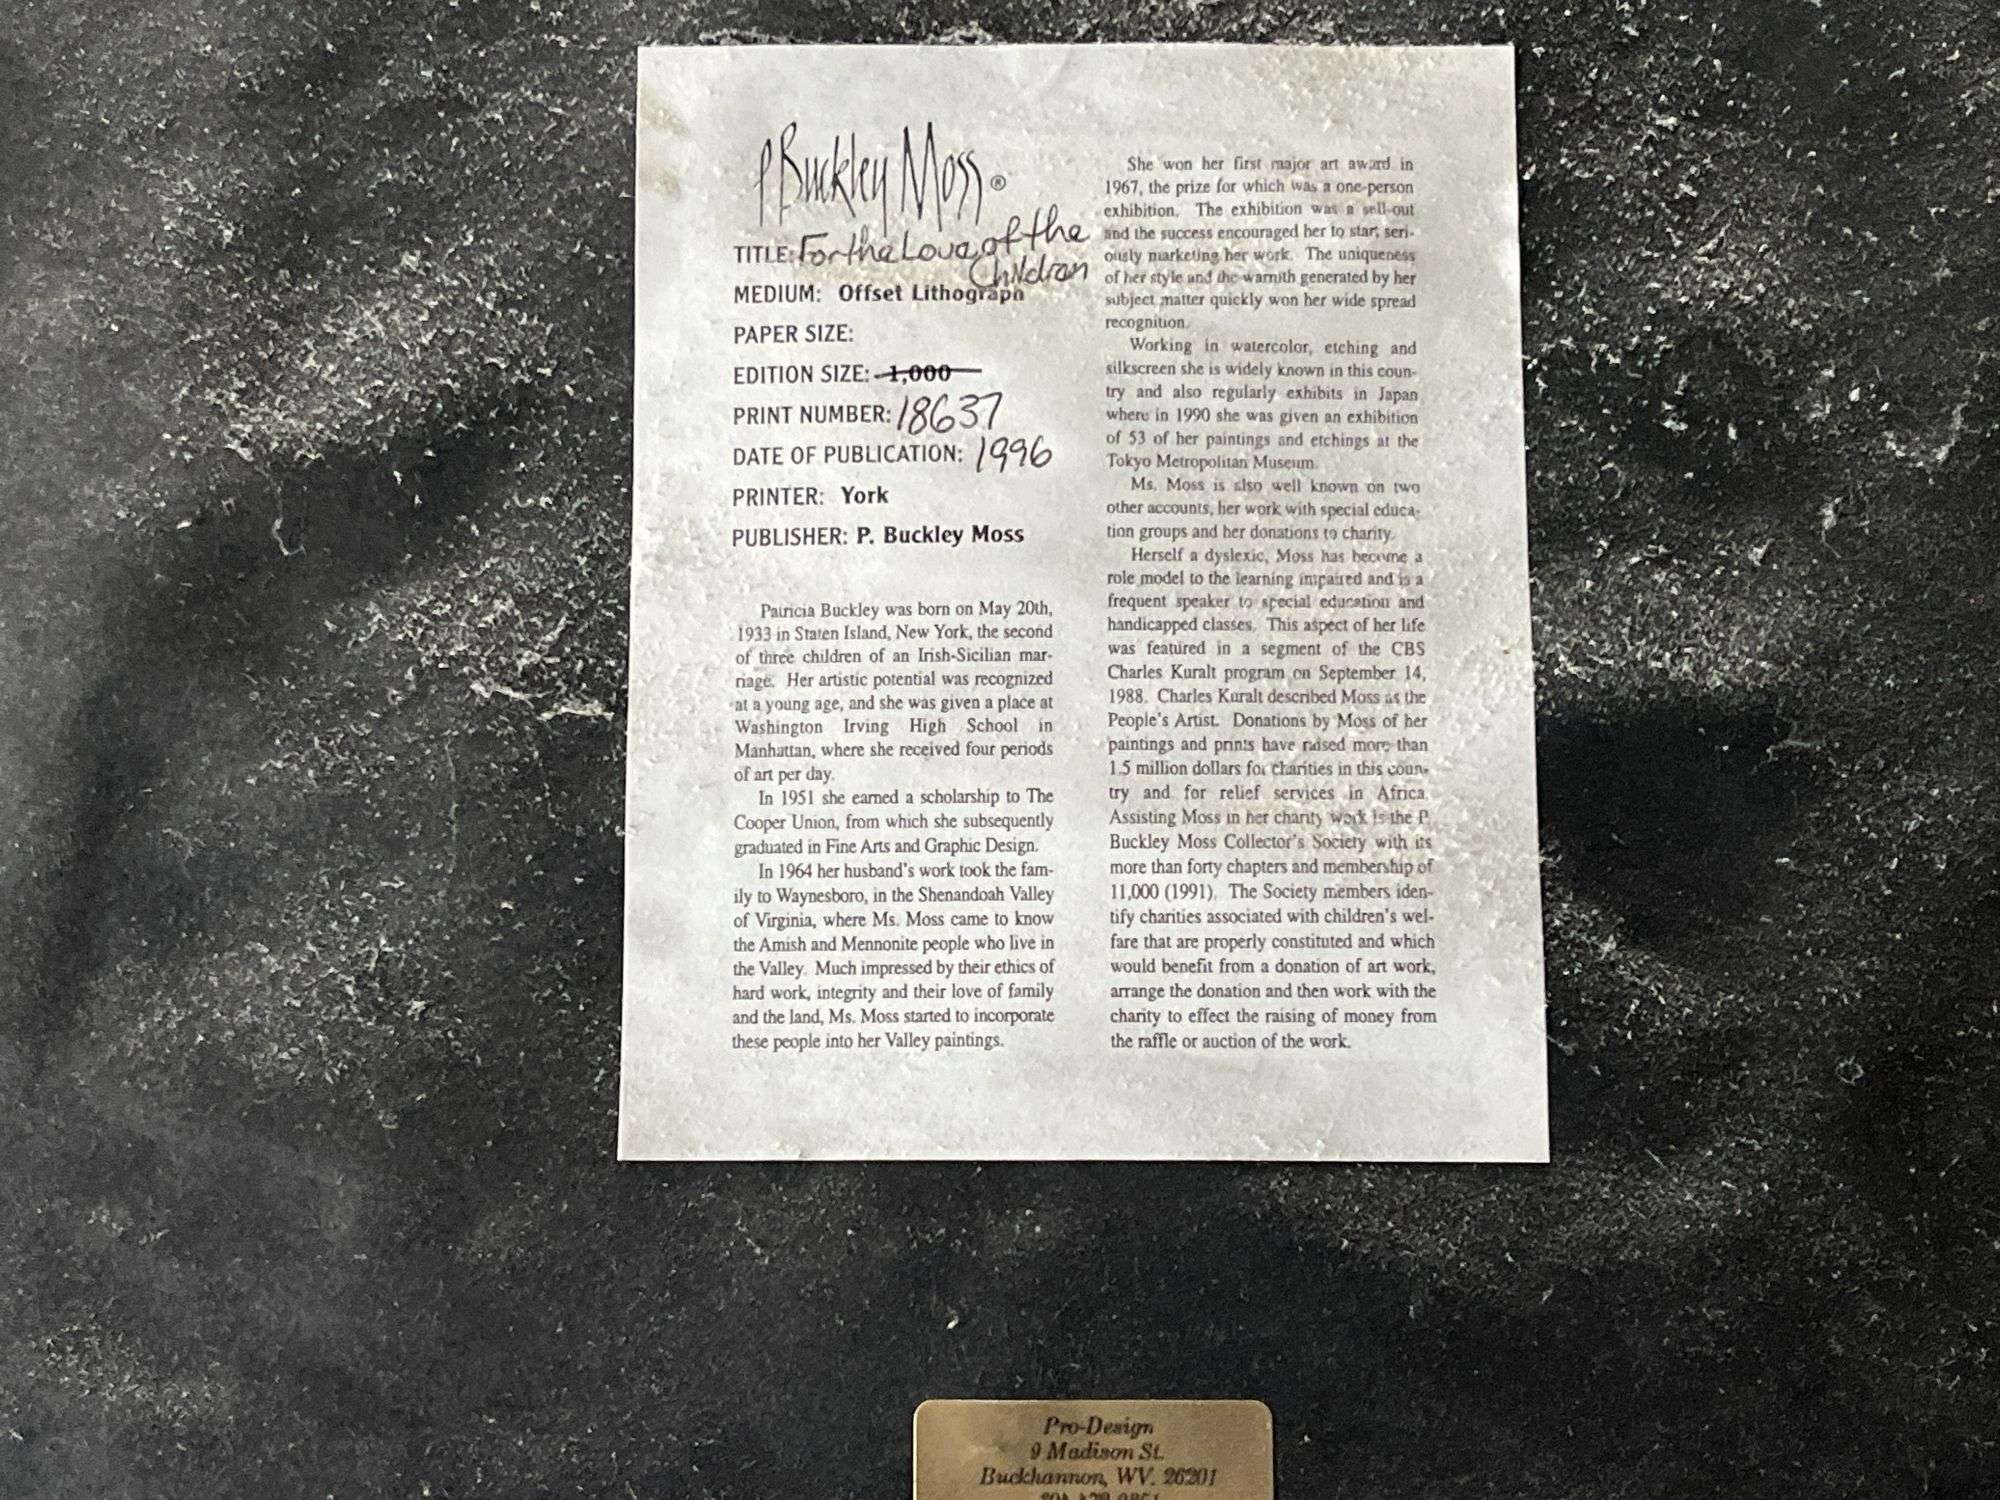 P Buckley Moss®
TITLE: For the Love of the
Children
MEDIUM: Offset Lithograph
PAPER SIZE:
EDITION SIZE: 1,000
PRINT NUMBER: 18637
DATE OF PUBLICATION: 1996
PRINTER: York
PUBLISHER: P. Buckley Moss
Patricia Buckley was born on May 20th,
1933 in Staten Island, New York, the second
of three children of an Irish-Sicilian mar-
riage. Her artistic potential was recognized
at a young age, and she was given a place at
Washington Irving High School in
Manhattan, where she received four periods
of art per day.
In 1951 she earned a scholarship to The
Cooper Union, from which she subsequently
graduated in Fine Arts and Graphic Design.
In 1964 her husband's work took the fam-
ily to Waynesboro, in the Shenandoah Valley
of Virginia, where Ms. Moss came to know
the Amish and Mennonite people who live in
the Valley. Much impressed by their ethics of
hard work, integrity and their love of family
and the land, Ms. Moss started to incorporate
these people into her Valley paintings.
She won her first major art award in
1967, the prize for which was a one-person
exhibition. The exhibition was a sell-out
and the success encouraged her to start seri-
ously marketing her work. The uniqueness
of her style and the warmth generated by her
subject matter quickly won her wide spread
recognition.
Working in watercolor, etching and
silkscreen she is widely known in this coun-
try and also regularly exhibits in Japan
where in 1990 she was given an exhibition
of 53 of her paintings and etchings at the
Tokyo Metropolitan Museum.
Ms. Moss is also well known on two
other accounts, her work with special educa-
tion groups and her donations to charity.
Herself a dyslexic, Moss has become a
role model to the learning impaired and is a
frequent speaker to special education and
handicapped classes. This aspect of her life
was featured in a segment of the CBS
Charles Kuralt program on September 14,
1988. Charles Kuralt described Moss as the
People's Artist. Donations by Moss of her
paintings and prints have raised more than
1.5 million dollars for charities in this coun-
try and for relief services in Africa.
Assisting Moss in her charity work is the P.
Buckley Moss Collector's Society with its
more than forty chapters and membership of
11,000 (1991). The Society members iden-
tify charities associated with children's wel-
fare that are properly constituted and which
would benefit from a donation of art work,
arrange the donation and then work with the
charity to effect the raising of money from
the raffle or auction of the work.
Pro-Design
9 Madison St.
Buckhannon, WV. 26201